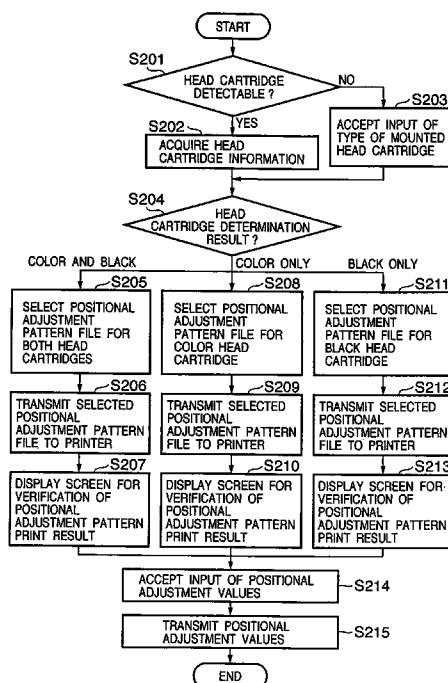 START
S201
HEAD CARTRIDGE
DETECTABLE?
NO
S203
YES
S202
ACQUIRE HEAD
CARTRIDGE INFORMATION
ACCEPT INPUT OF
TYPE OF MOUNTED
HEAD CARTRIDGE
S204
HEAD
CARTRIDGE DETERMINATION
RESULT?
COLOR AND BLACK
COLOR ONLY
BLACK ONLY
S205
SELECT POSITIONAL
ADJUSTMENT
PATTERN FILE FOR
BOTH HEAD
CARTRIDGES
S208
SELECT POSITIONAL
ADJUSTMENT
PATTERN FILE FOR
COLOR HEAD
CARTRIDGE
S211
SELECT POSITIONAL
ADJUSTMENT
PATTERN FILE FOR
BLACK HEAD
CARTRIDGE
S206
TRANSMIT SELECTED
POSITIONAL
ADJUSTMENT PATTERN
FILE TO PRINTER
S209
TRANSMIT SELECTED
POSITIONAL
ADJUSTMENT PATTERN
FILE TO PRINTER
S212
TRANSMIT SELECTED
POSITIONAL
ADJUSTMENT PATTERN
FILE TO PRINTER
S207
DISPLAY SCREEN FOR
VERIFICATION OF
POSITIONAL
ADJUSTMENT PATTERN
PRINT RESULT
S210
DISPLAY SCREEN FOR
VERIFICATION OF
POSITIONAL
ADJUSTMENT PATTERN
PRINT RESULT
S213
DISPLAY SCREEN FOR
VERIFICATION OF
POSITIONAL
ADJUSTMENT PATTERN
PRINT RESULT
ACCEPT INPUT OF POSITIONAL
ADJUSTMENT VALUES
S214
TRANSMIT POSITIONAL
ADJUSTMENT VALUES
S215
END